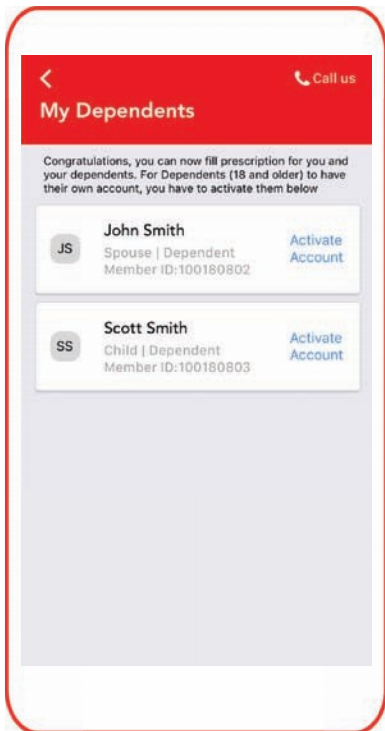 Call us
My Dependents
Congratulations, you can now fill prescription for you and
your dependents. For Dependents (18 and
older) to have
their own account, you have to activate them below
JS
John Smith
Spouse | Dependent
Member ID:100180802
Activate
Account
SS
Scott Smith
Child | Dependent
Member ID:100180803
Activate
Account